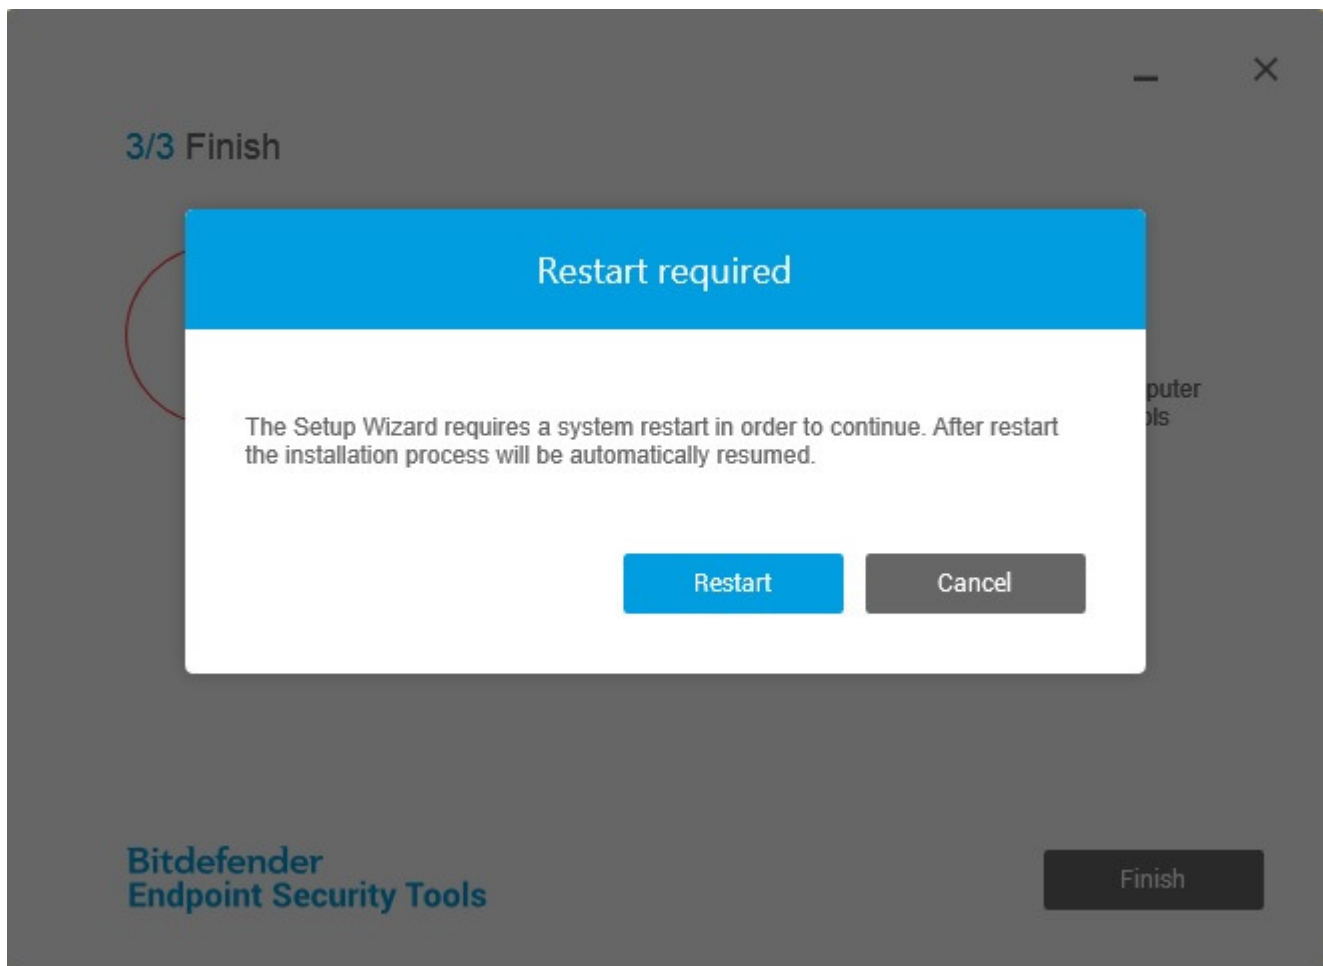 3/3 Finish
Restart required
The Setup Wizard requires a system restart in order to continue. After restart
the installation process will be automatically resumed.
Restart
Cancel
Bitdefender
Endpoint Security Tools
Finish